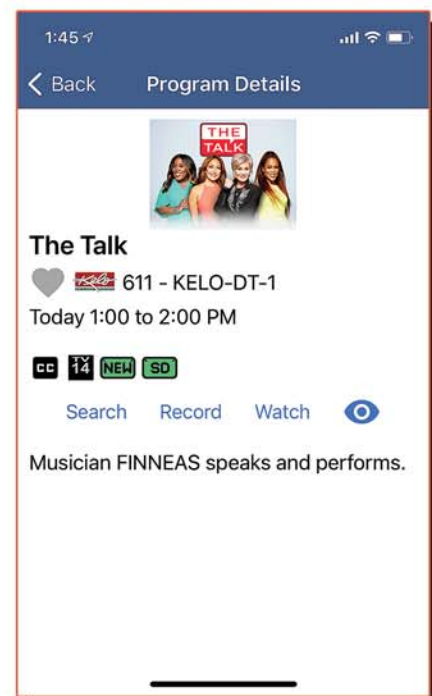 1:45
Back Program Details
THE
TALK
The Talk
Kelo 611 - KELO-DT-1
Today 1:00 to 2:00 PM
CC TV 14 NEW SD
Search Record Watch
Musician FINNEAS speaks and performs.